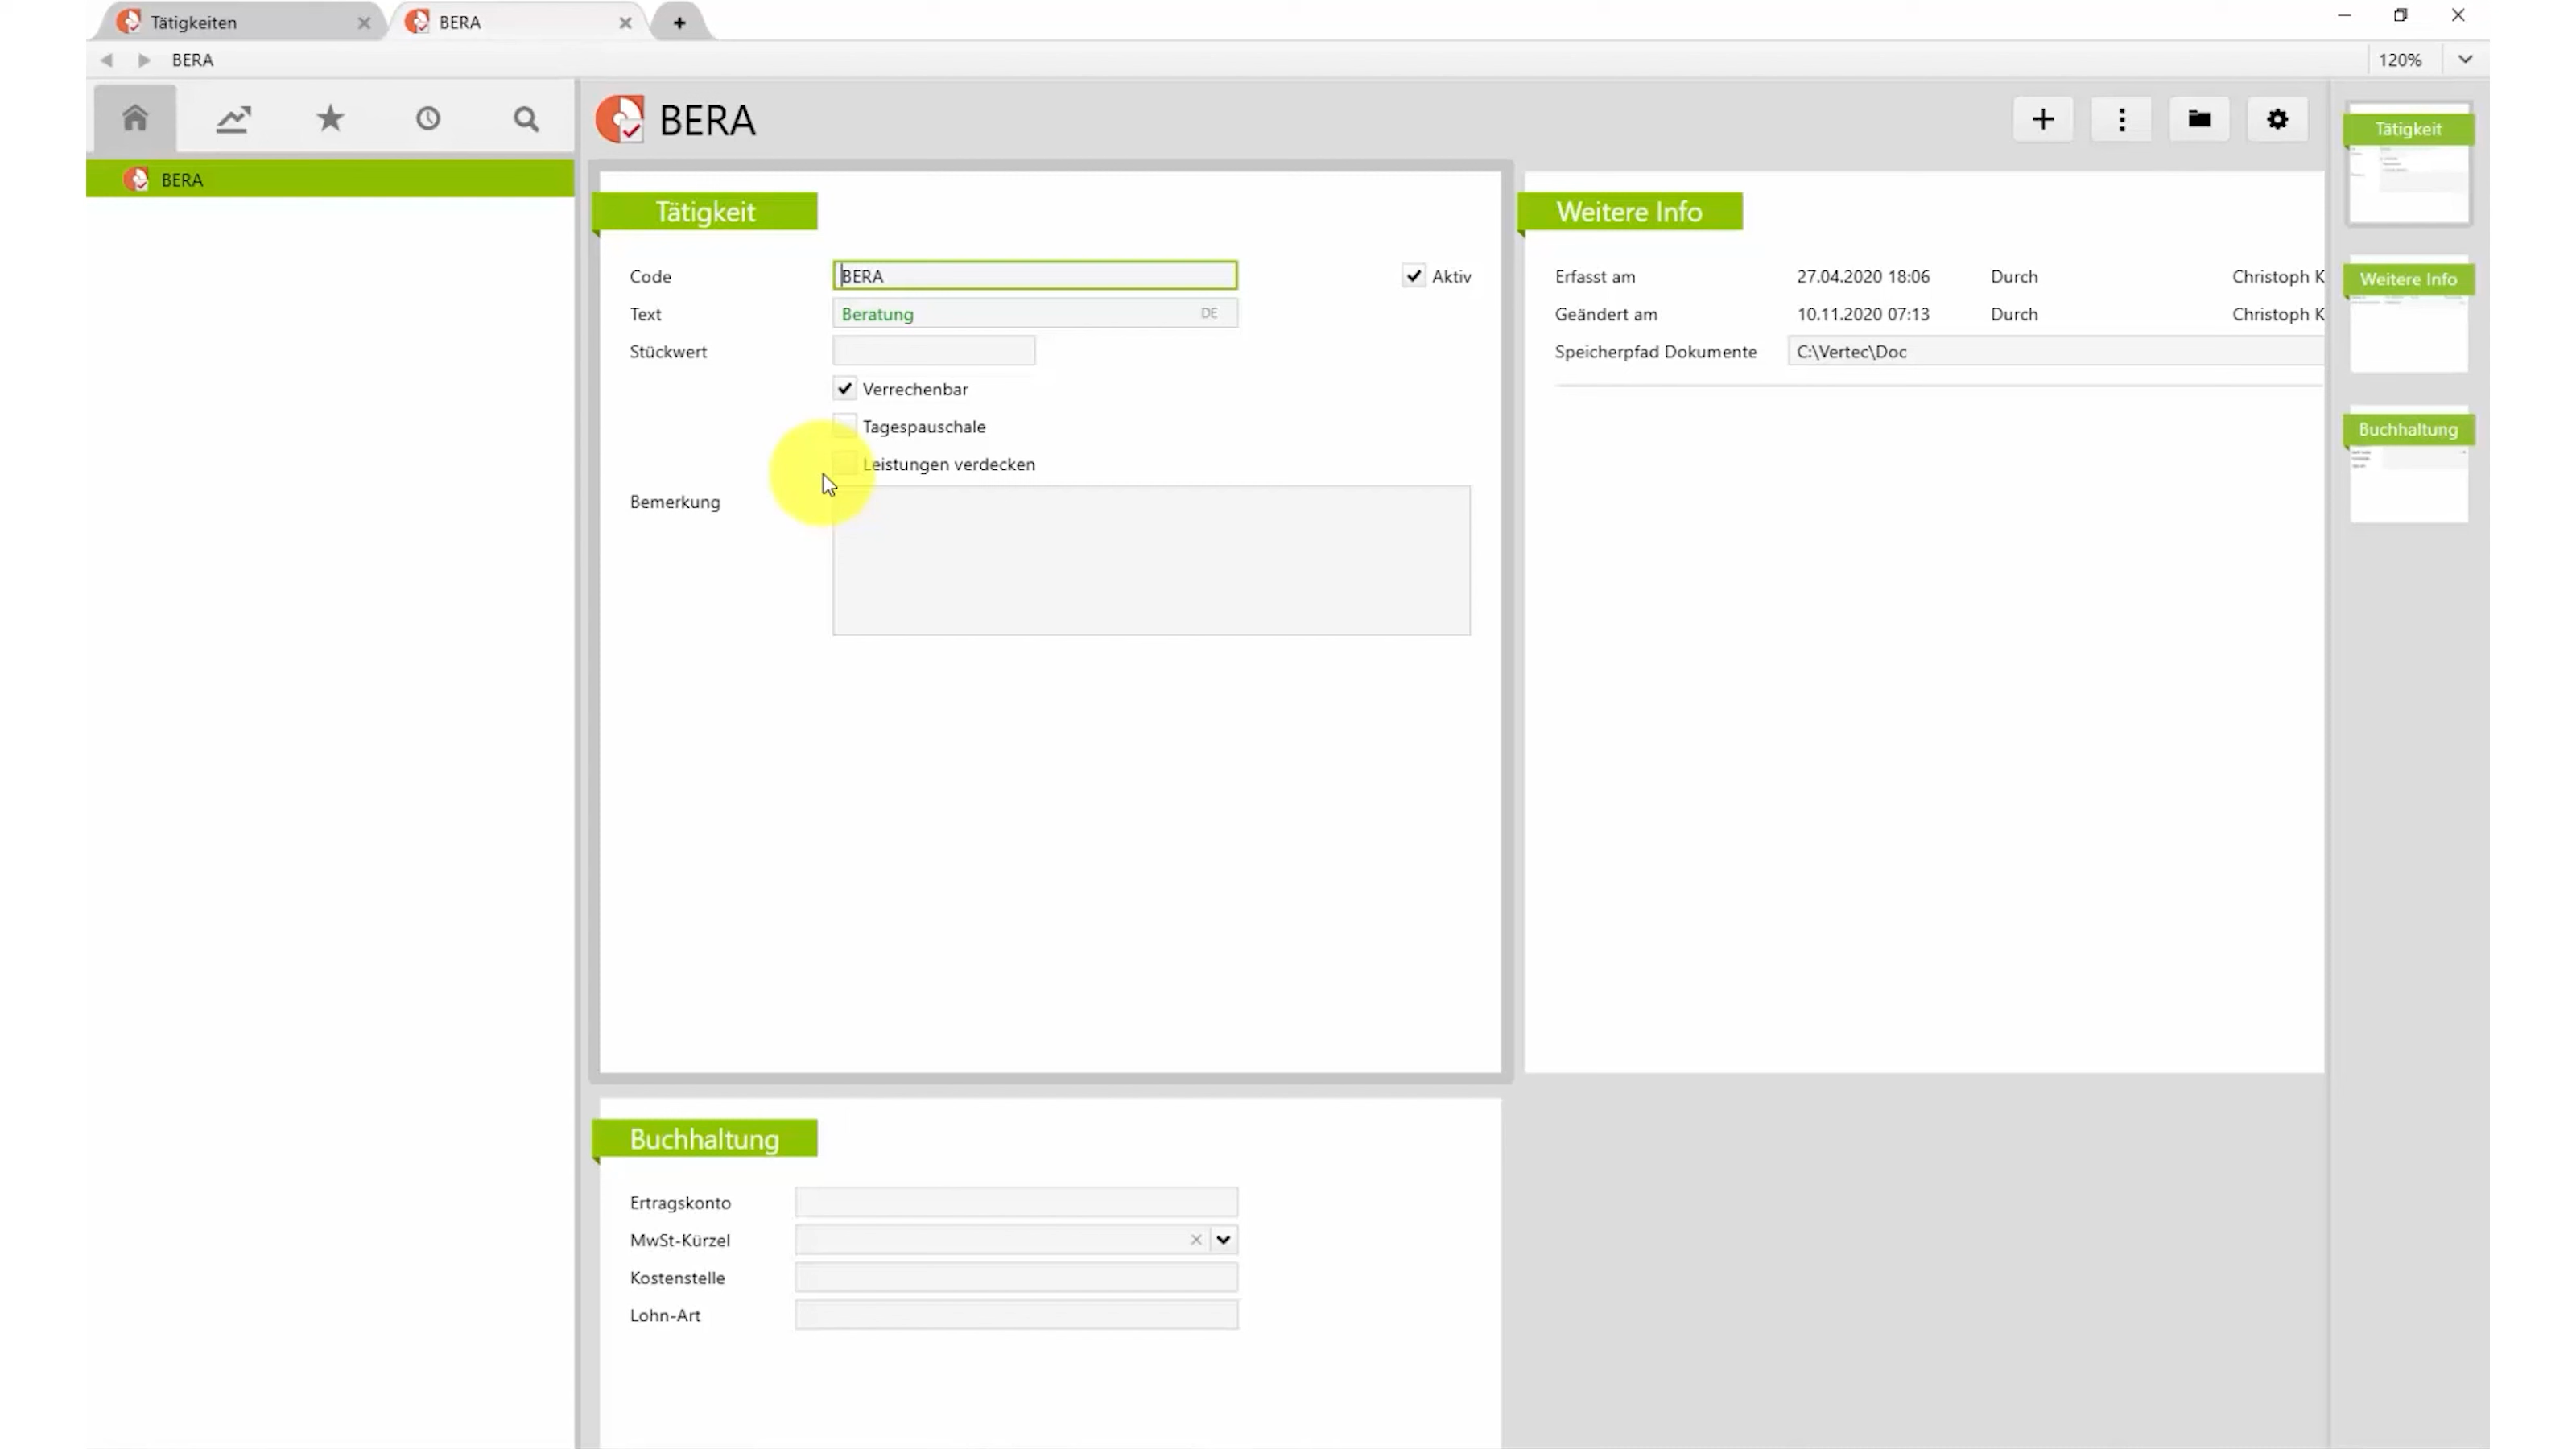 Tätigkeiten
BERA
BERA
120%
BERA
BERA
Tätigkeit
Code
BERA
Aktiv
Text
Beratung
DE
Stückwert
Verrechenbar
Tagespauschale
Leistungen verdecken
Bemerkung
Weitere Info
Erfasst am
27.04.2020 18:06
Durch
Christoph K
Geändert am
10.11.2020 07:13
Durch
Christoph K
Speicherpfad Dokumente
C:\Vertec\Doc
Buchhaltung
Ertragskonto
MwSt-Kürzel
Kostenstelle
Lohn-Art
Tätigkeit
Weitere Info
Buchhaltung